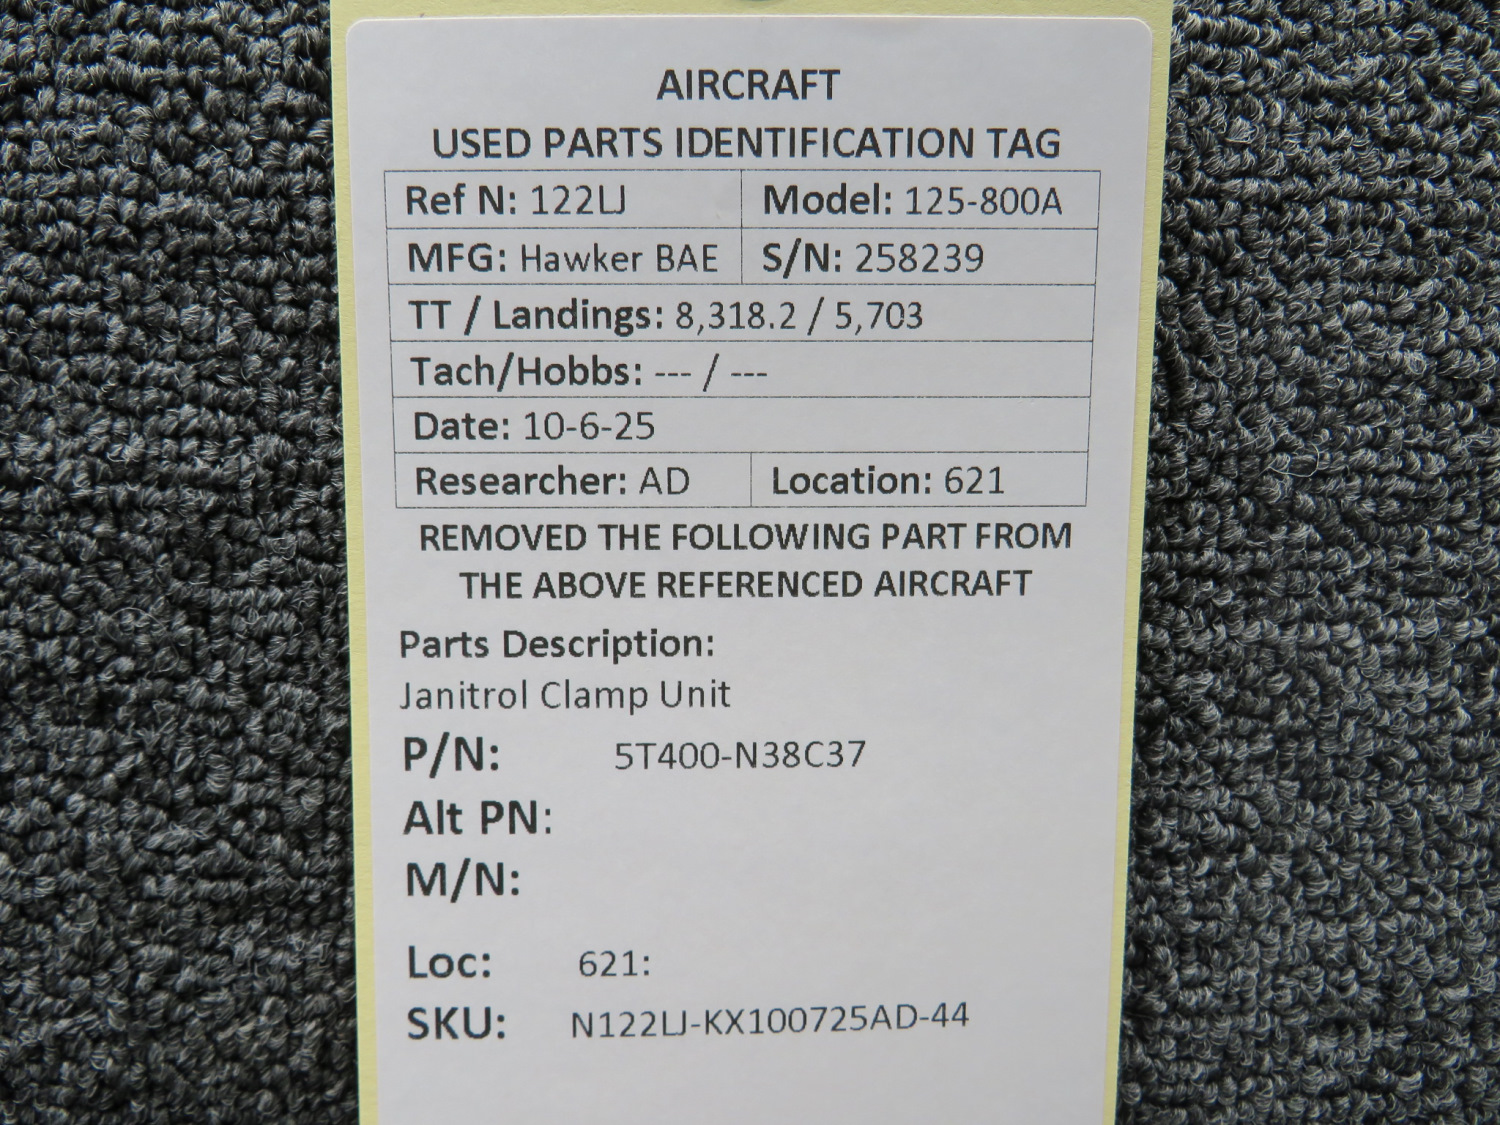 AIRCRAFT
USED PARTS IDENTIFICATION TAG
Ref N: 122LJ Model: 125-800A
MFG: Hawker BAE S/N: 258239
TT / Landings: 8,318.2 / 5,703
Tach/Hobbs: --- / ---
Date: 10-6-25
Researcher: AD Location: 621
REMOVED THE FOLLOWING PART FROM
THE ABOVE REFERENCED AIRCRAFT
Parts Description:
Janitrol Clamp Unit
P/N: 5T400-N38C37
Alt PN:
M/N:
Loc: 621:
SKU: N122LJ-KX100725AD-44